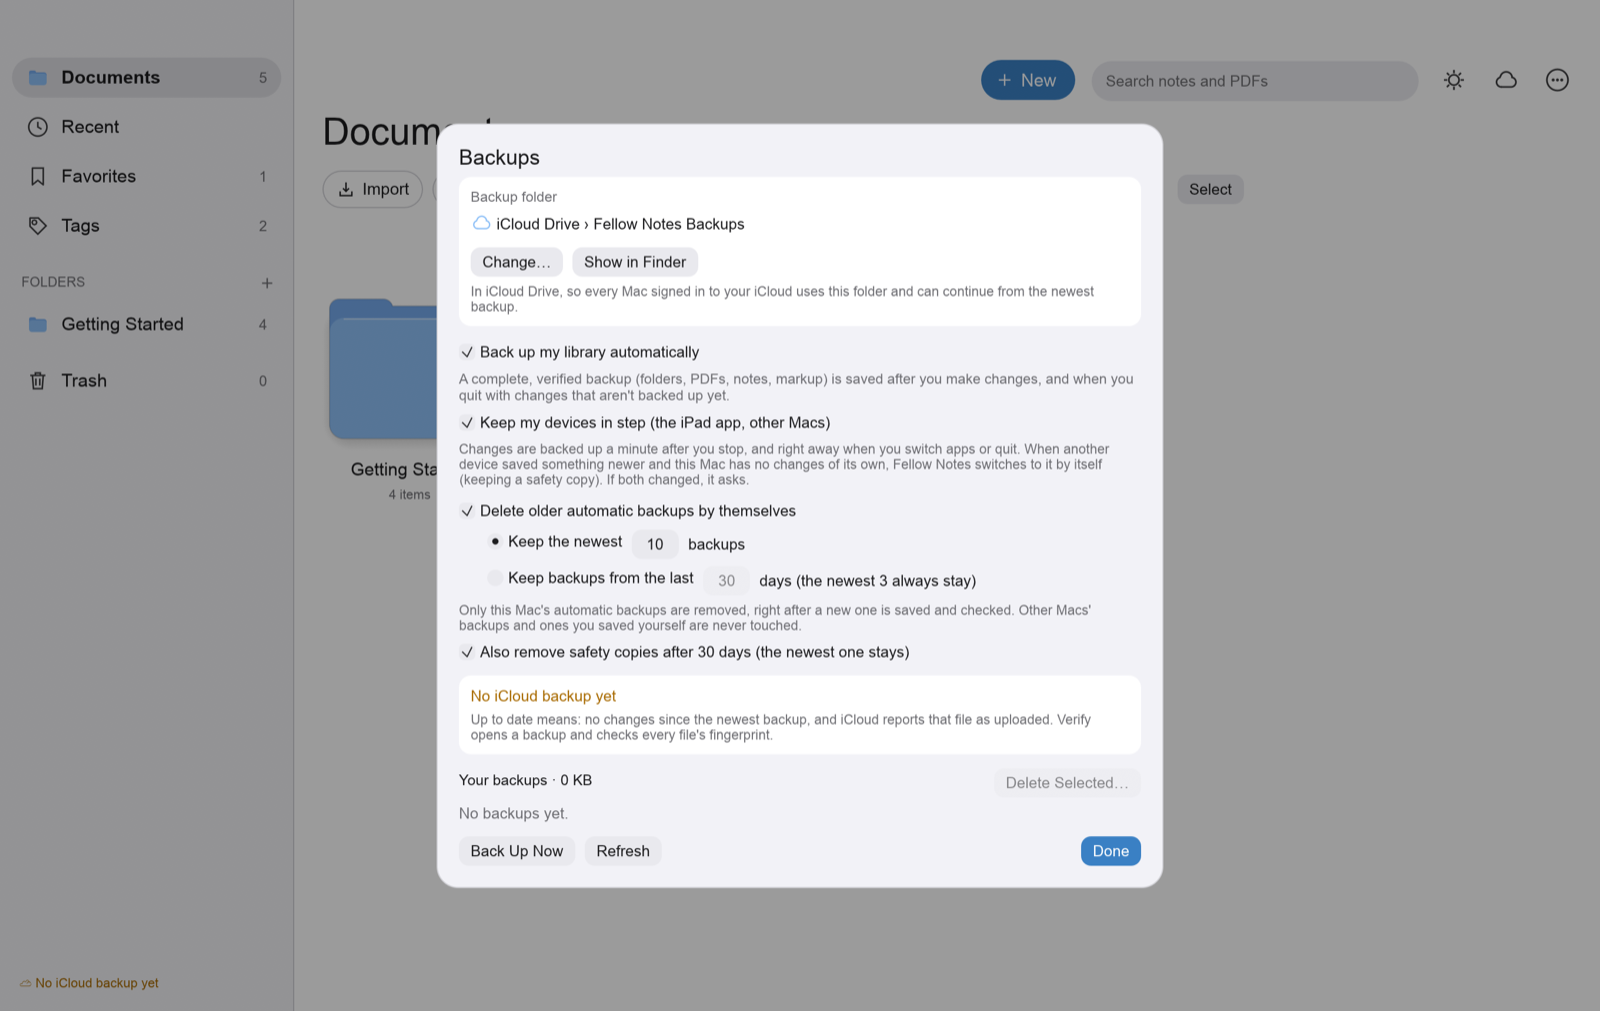 Documents 5
Recent
Favorites 1
Tags 2
FOLDERS +
Getting Started 4
Trash 0
No iCloud backup yet
+ New
Search notes and PDFs
Import
Select
Getting Sta
4 items
Backups
Backup folder
iCloud Drive › Fellow Notes Backups
Change…
Show in Finder
In iCloud Drive, so every Mac signed in to your iCloud uses this folder and can continue from the newest
backup.
Back up my library automatically
A complete, verified backup (folders, PDFs, notes, markup) is saved after you make changes, and when you
quit with changes that aren't backed up yet.
Keep my devices in step (the iPad app, other Macs)
Changes are backed up a minute after you stop, and right away when you switch apps or quit. When another
device saved something newer and this Mac has no changes of its own, Fellow Notes switches to it by itself
(keeping a safety copy). If both changed, it asks.
Delete older automatic backups by themselves
Keep the newest 10 backups
Keep backups from the last 30 days (the newest 3 always stay)
Only this Mac's automatic backups are removed, right after a new one is saved and checked. Other Macs'
backups and ones you saved yourself are never touched.
Also remove safety copies after 30 days (the newest one stays)
No iCloud backup yet
Up to date means: no changes since the newest backup, and iCloud reports that file as uploaded. Verify
opens a backup and checks every file's fingerprint.
Your backups · 0 KB
Delete Selected…
No backups yet.
Back Up Now
Refresh
Done